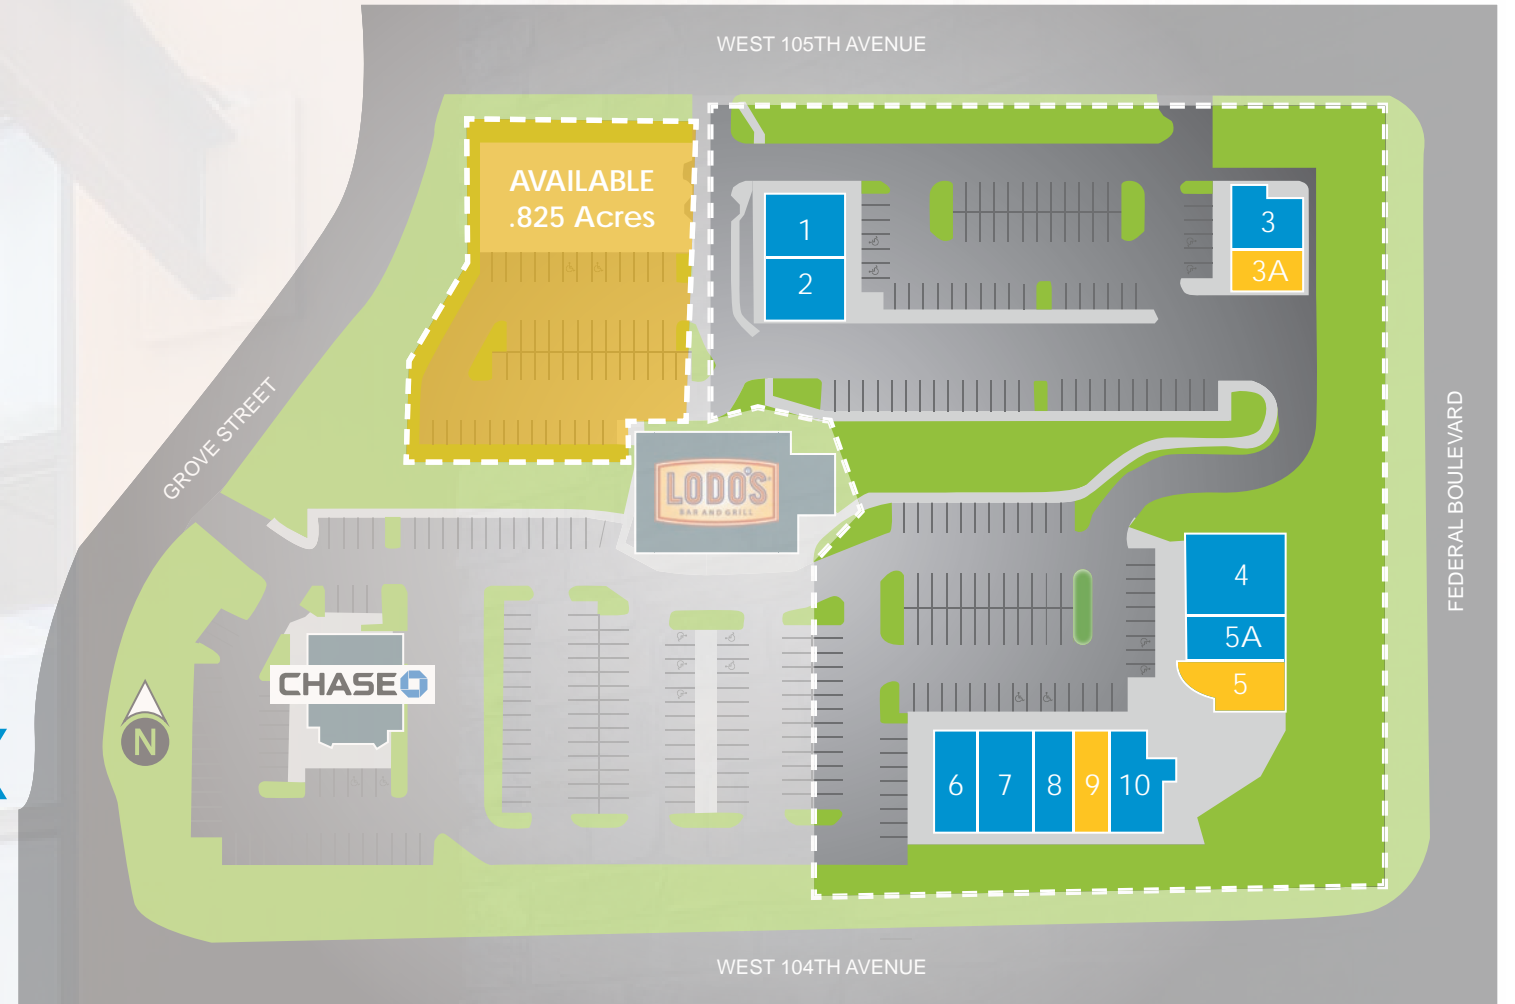 WEST 105TH AVENUE
AVAILABLE
.825 Acres
1
2
3
3A
GROVE STREET
FEDERAL BOULEVARD
LODO'S
BAR AND GRILL
4
5A
5
CHASE
N
6
7
8
9
10
WEST 104TH AVENUE